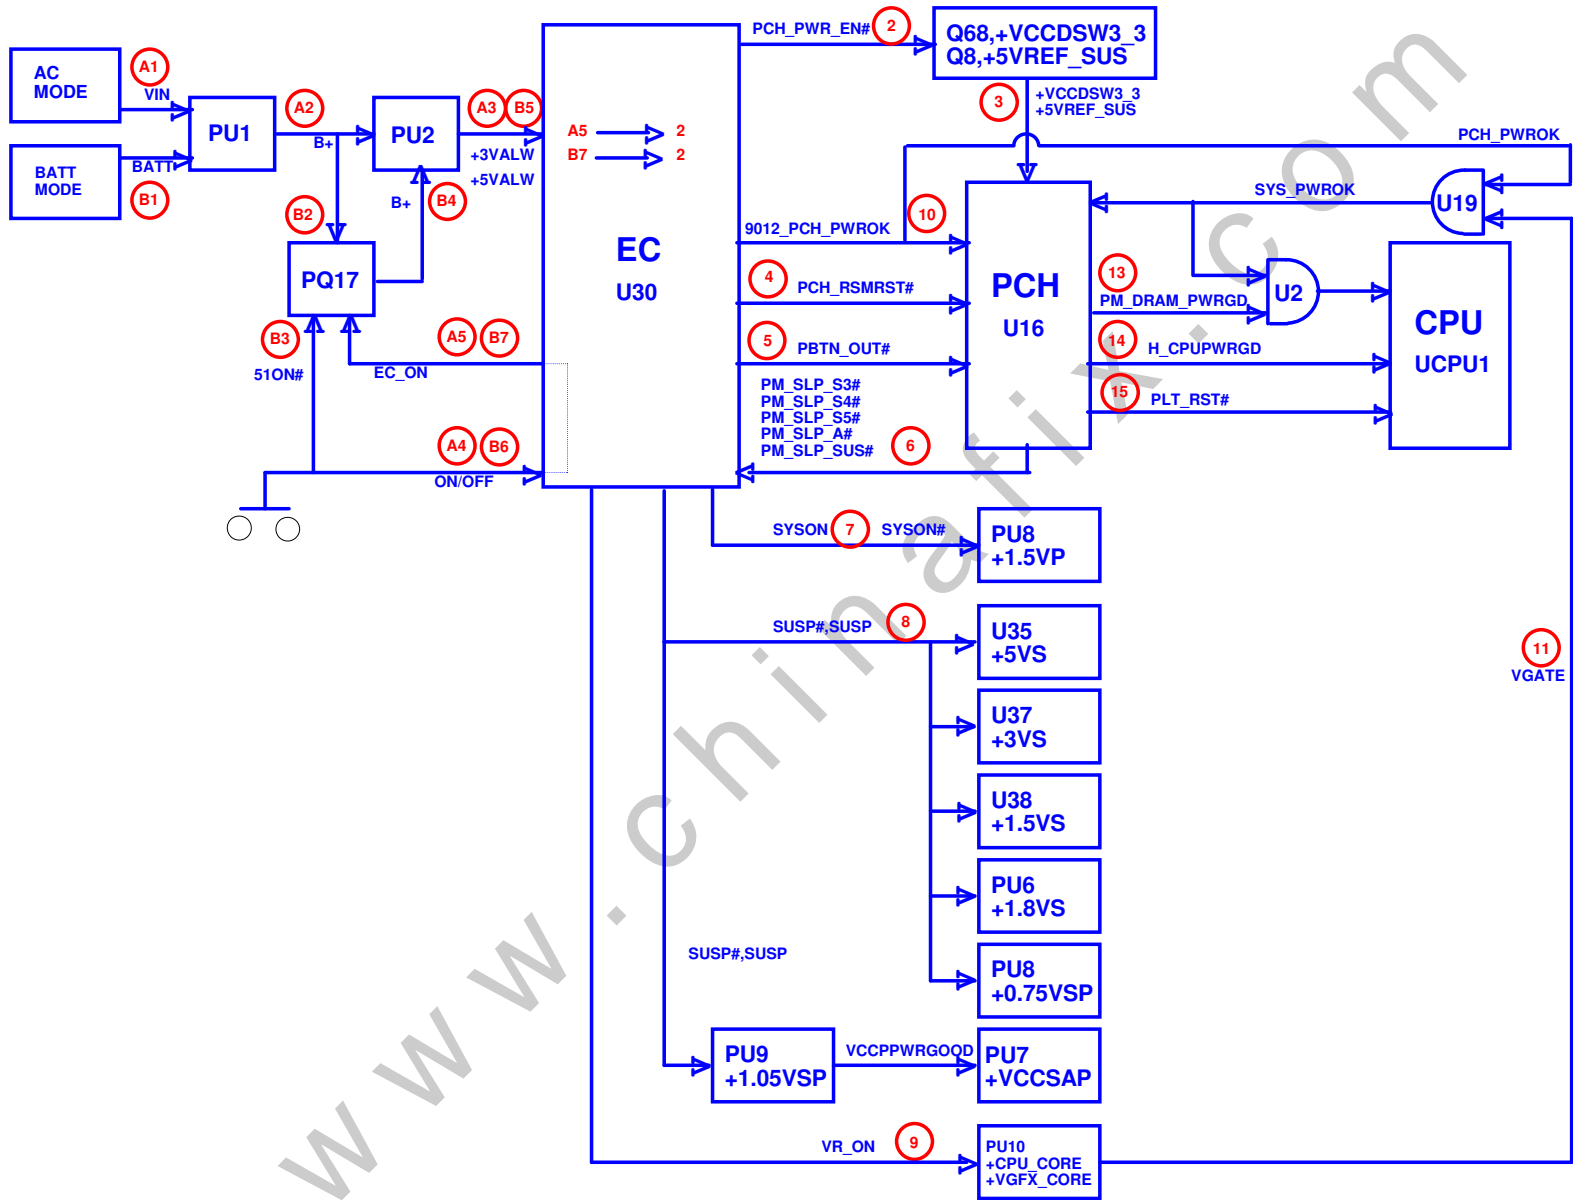 AC
MODE
A1
VIN
BATT
MODE
BATT
B1
PU1
A2
B+
PU2
A3
B5
+3VALW
+5VALW
B+
B4
B2
PQ17
B3
51ON#
A5
B7
EC_ON
A4
B6
ON/OFF
A5
2
B7
2
EC
U30
PCH_PWR_EN#
2
Q68,+VCCDSW3_3
Q8,+5VREF_SUS
3
+VCCDSW3_3
+5VREF_SUS
PCH_PWROK
9012_PCH_PWROK
10
4
PCH_RSMRST#
5
PBTN_OUT#
PM_SLP_S3#
PM_SLP_S4#
PM_SLP_S5#
PM_SLP_A#
PM_SLP_SUS#
6
PCH
U16
SYS_PWROK
U19
U2
13
PM_DRAM_PWRGD
14
H_CPUPWRGD
15
PLT_RST#
CPU
UCPU1
SYSON
7
SYSON#
PU8
+1.5VP
SUSP#,SUSP
8
U35
+5VS
U37
+3VS
U38
+1.5VS
PU6
+1.8VS
PU8
+0.75VSP
SUSP#,SUSP
PU9
+1.05VSP
VCCPPWRGOOD
PU7
+VCCSAP
VR_ON
9
PU10
+CPU_CORE
+VGFX_CORE
11
VGATE
www.chinafix.com